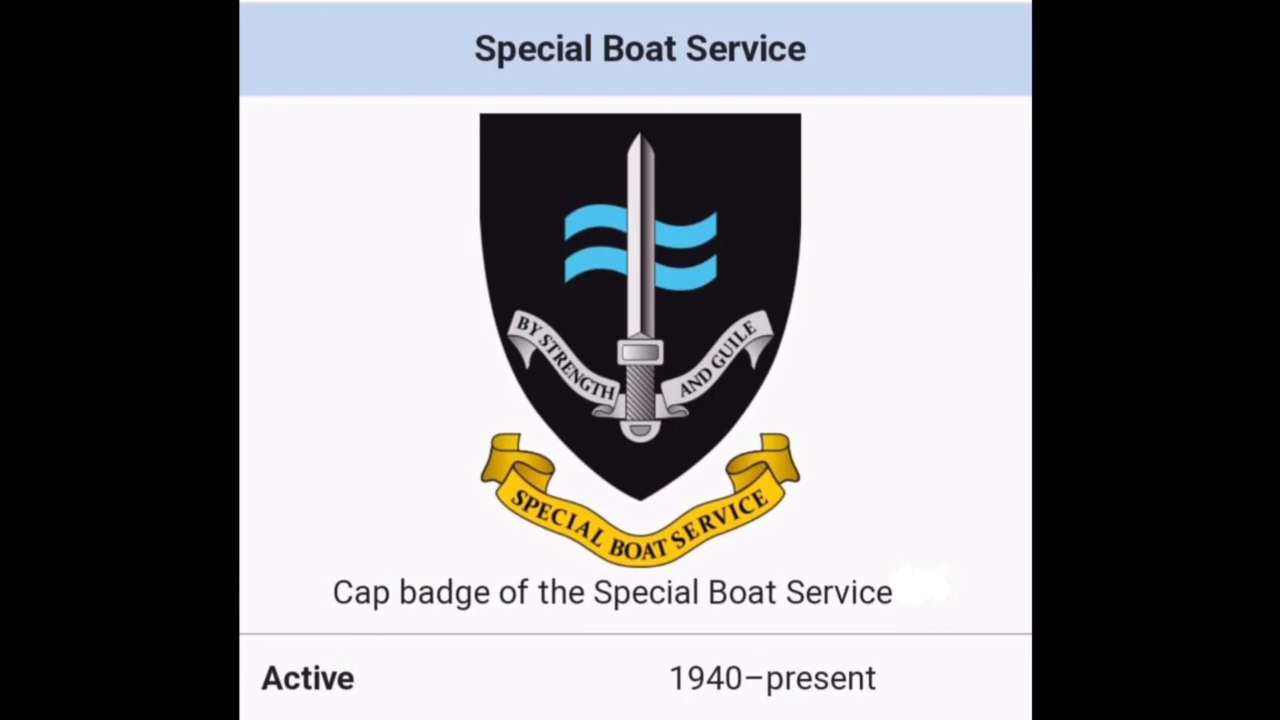 Special Boat Service
BY STRENGTH AND GUILE
SPECIAL BOAT SERVICE
Cap badge of the Special Boat Service
Active 1940–present